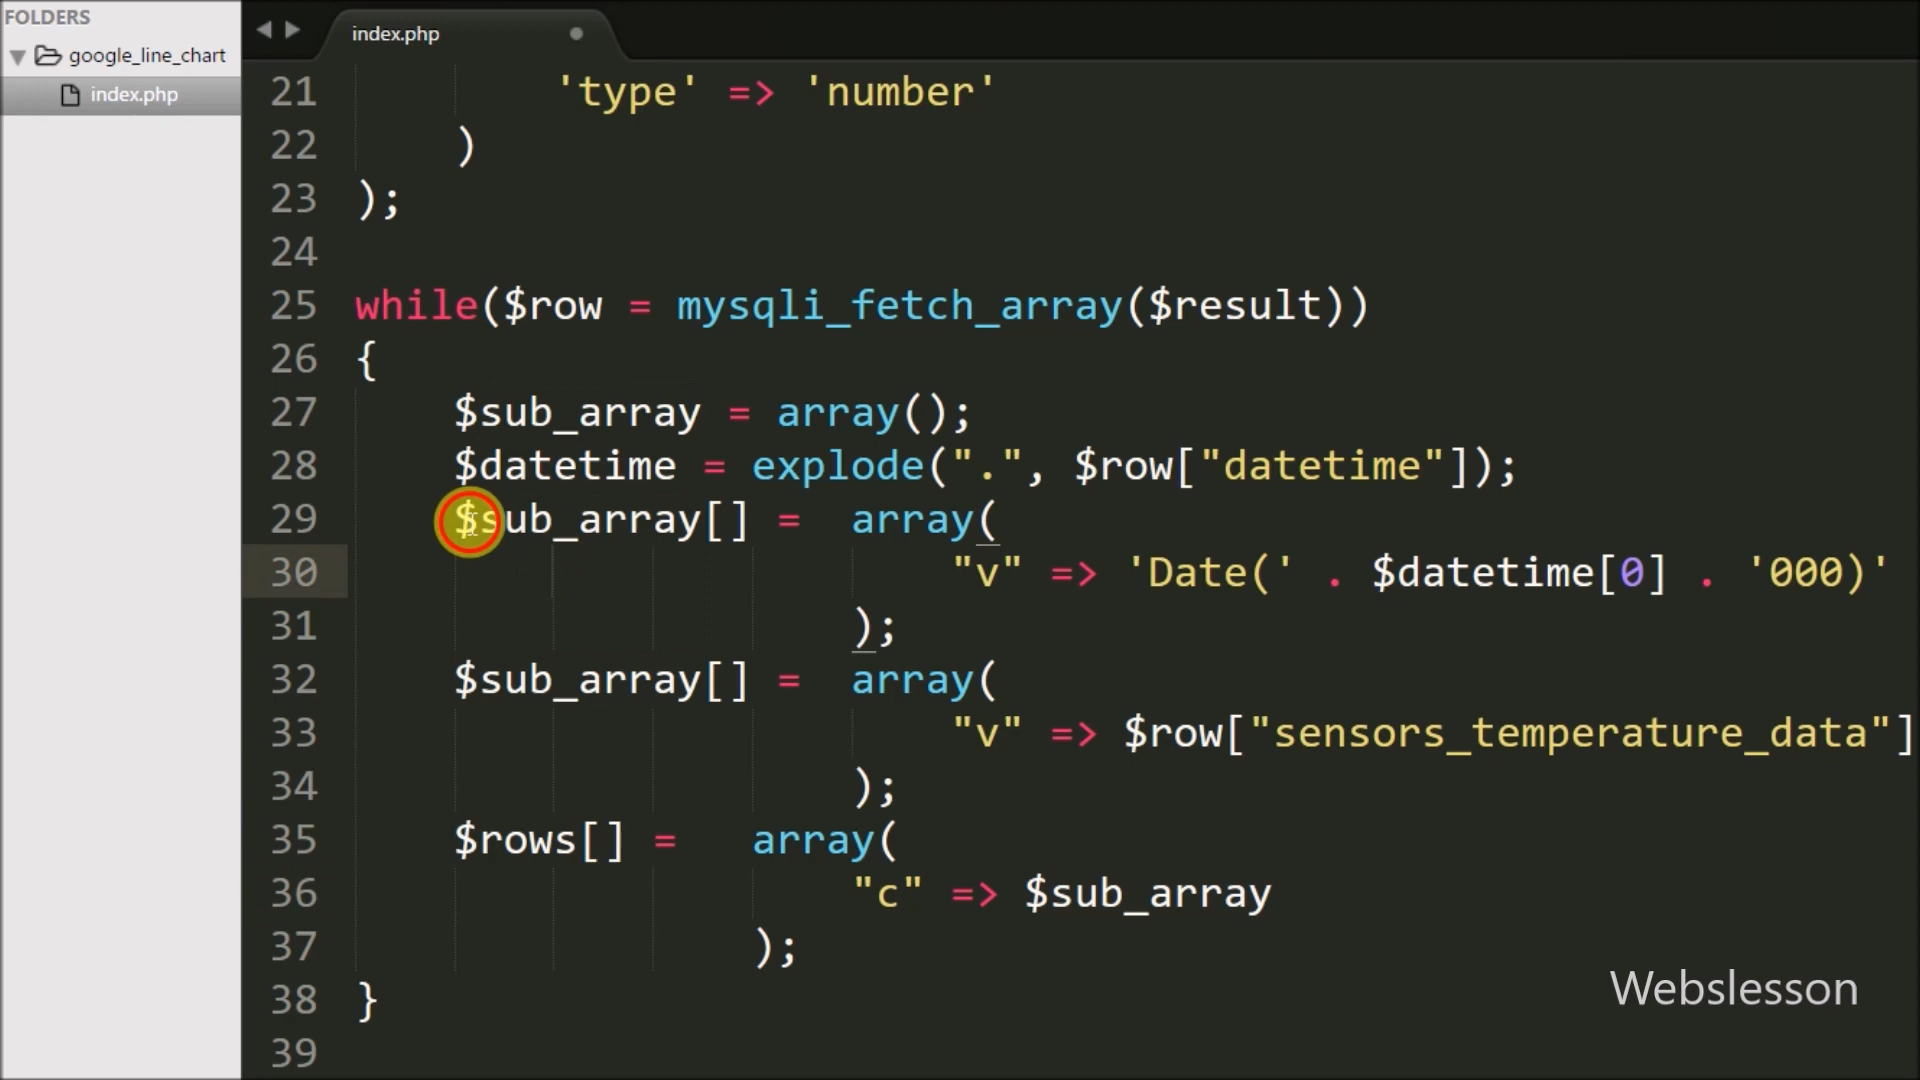 FOLDERS
google_line_chart
index.php
index.php
21 'type' => 'number'
22 )
23 );
24
25 while($row = mysqli_fetch_array($result))
26 {
27 $sub_array = array();
28 $datetime = explode(".", $row["datetime"]);
29 $sub_array[] = array(
30 "v" => 'Date(' . $datetime[0] . '000)'
31 );
32 $sub_array[] = array(
33 "v" => $row["sensors_temperature_data"]
34 );
35 $rows[] = array(
36 "c" => $sub_array
37 );
38 }
39
Webslesson